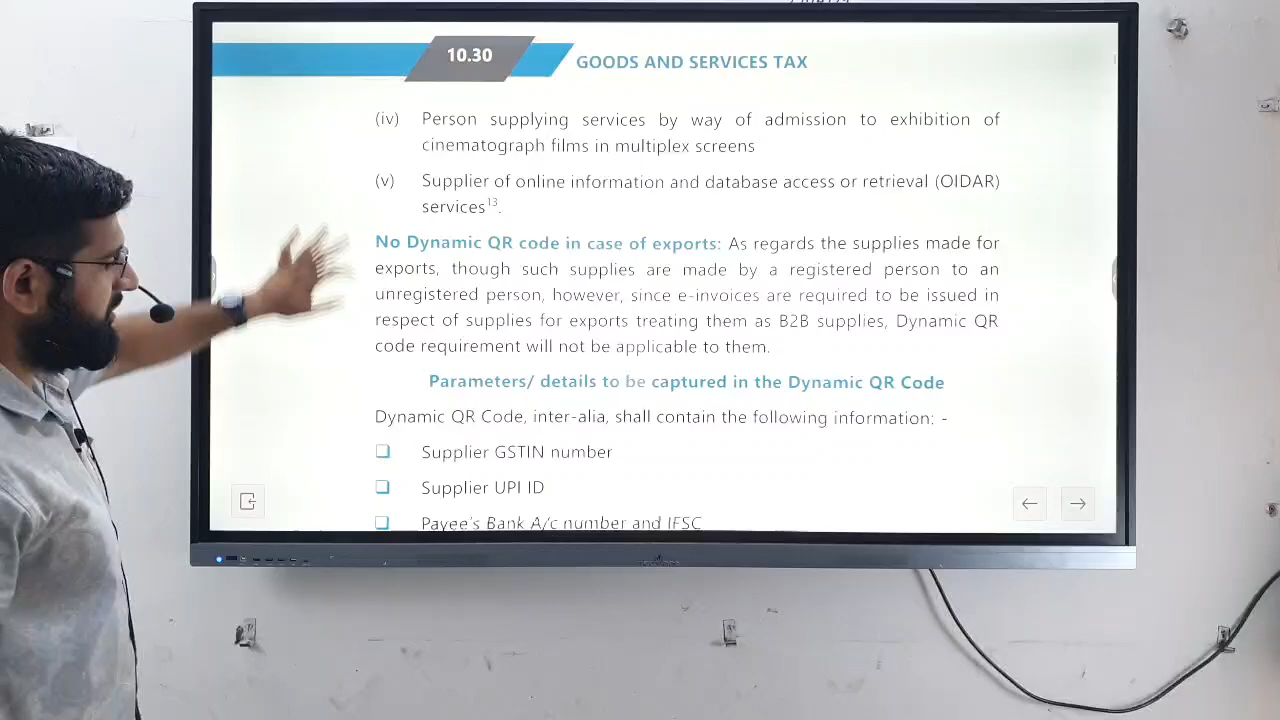 10.30
GOODS AND SERVICES TAX
(iv) Person supplying services by way of admission to exhibition of
cinematograph films in multiplex screens
(v) Supplier of online information and database access or retrieval (OIDAR)
services13.
No Dynamic QR code in case of exports: As regards the supplies made for
exports, though such supplies are made by a registered person to an
unregistered person, however, since e-invoices are required to be issued in
respect of supplies for exports treating them as B2B supplies, Dynamic QR
code requirement will not be applicable to them.
Parameters/ details to be captured in the Dynamic QR Code
Dynamic QR Code, inter-alia, shall contain the following information: -
Supplier GSTIN number
Supplier UPI ID
Payee's Bank A/c number and IFSC